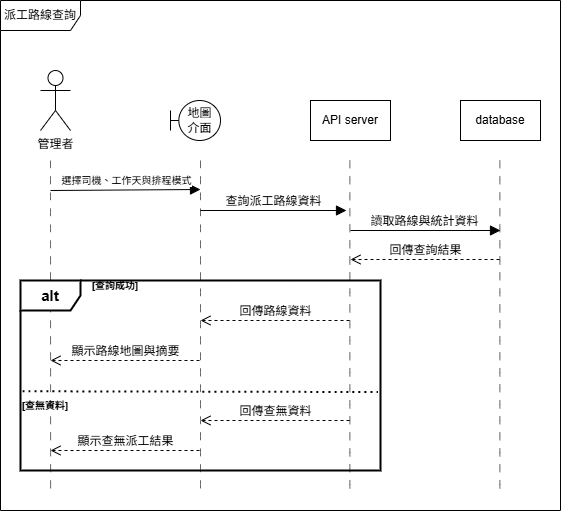 派工路線查詢
地圖
介面
API server
database
管理者
選擇司機、工作天與排程模式
查詢派工路線資料
讀取路線與統計資料
回傳查詢結果
alt
[查詢成功]
回傳路線資料
顯示路線地圖與摘要
[查無資料]
回傳查無資料
顯示查無派工結果